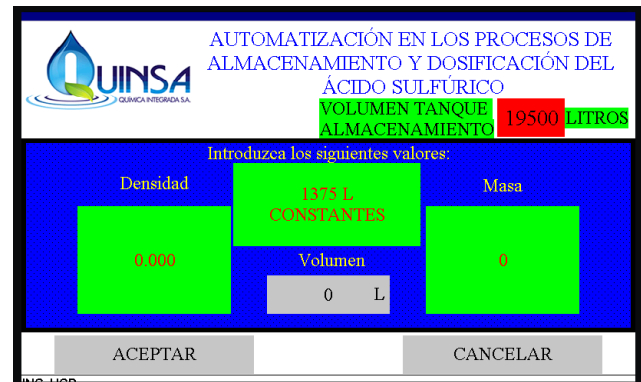 QUINSA
QUÍMICA INTEGRADA S.A.
AUTOMATIZACIÓN EN LOS PROCESOS DE
ALMACENAMIENTO Y DOSIFICACIÓN DEL
ÁCIDO SULFÚRICO
VOLUMEN TANQUE
ALMACENAMIENTO
19500 LITROS
Introduzca los siguientes valores:
Densidad
1375 L
CONSTANTES
Masa
0.000
Volumen
0
0 L
ACEPTAR
CANCELAR